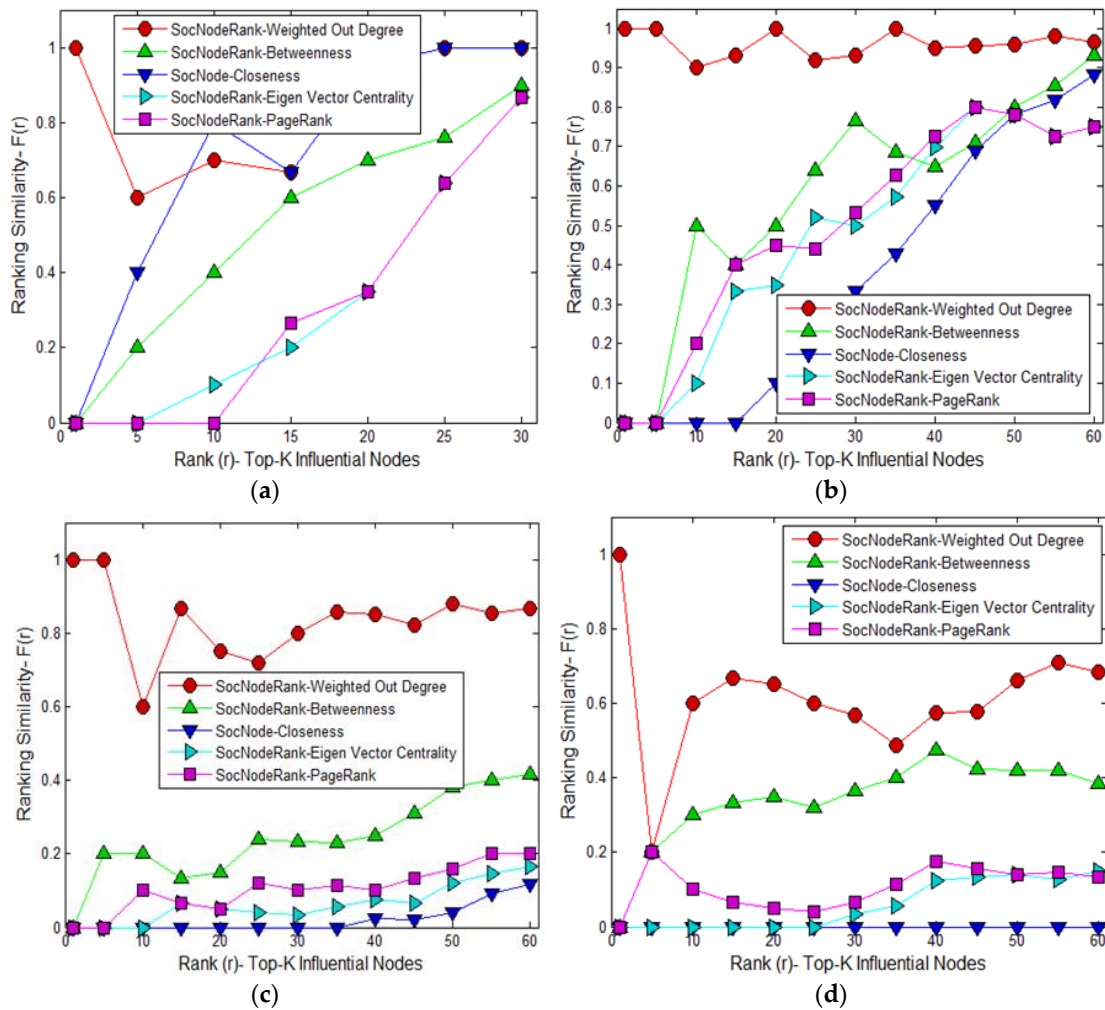 Ranking Similarity- F(r)
1
0.8
0.6
0.4
0.2
0
SocNodeRank-Weighted Out Degree
SocNodeRank-Betweenness
SocNode-Closeness
SocNodeRank-Eigen Vector Centrality
SocNodeRank-PageRank
0 5 10 15 20 25 30
Rank (r)- Top-K Influential Nodes
(a)
Ranking Similarity- F(r)
1
0.9
0.8
0.7
0.6
0.5
0.4
0.3
0.2
0.1
0
SocNodeRank-Weighted Out Degree
SocNodeRank-Betweenness
SocNode-Closeness
SocNodeRank-Eigen Vector Centrality
SocNodeRank-PageRank
0 10 20 30 40 50 60
Rank (r)- Top-K Influential Nodes
(b)
Ranking Similarity- F(r)
1
0.8
0.6
0.4
0.2
0
SocNodeRank-Weighted Out Degree
SocNodeRank-Betweenness
SocNode-Closeness
SocNodeRank-Eigen Vector Centrality
SocNodeRank-PageRank
0 10 20 30 40 50 60
Rank (r)- Top-K Influential Nodes
(c)
Ranking Similarity- F(r)
1
0.8
0.6
0.4
0.2
0
SocNodeRank-Weighted Out Degree
SocNodeRank-Betweenness
SocNode-Closeness
SocNodeRank-Eigen Vector Centrality
SocNodeRank-PageRank
0 10 20 30 40 50 60
Rank (r)- Top-K Influential Nodes
(d)